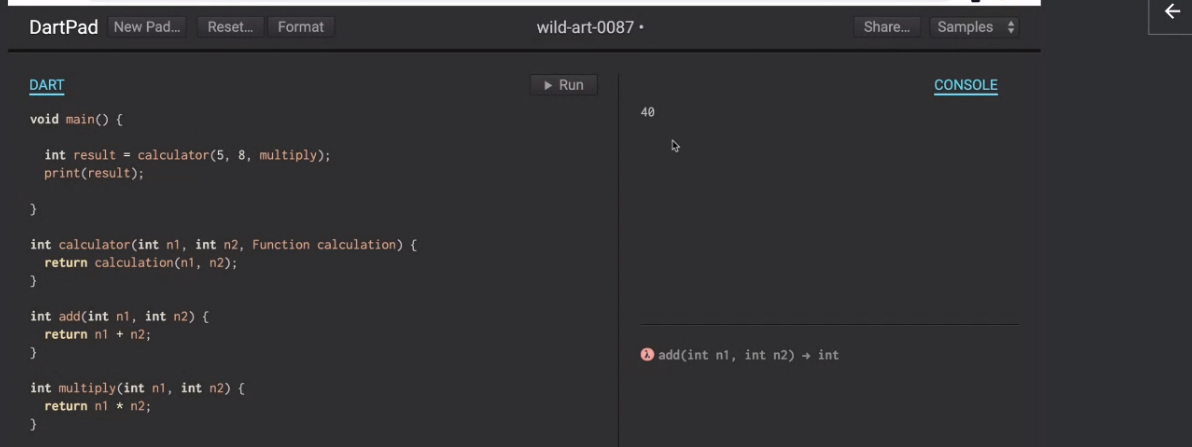 DartPad New Pad... Reset... Format wild-art-0087 • Share... Samples
DART
Run
CONSOLE
void main() {
int result = calculator(5, 8, multiply);
print(result);
}
int calculator(int n1, int n2, Function calculation) {
return calculation(n1, n2);
}
int add(int n1, int n2) {
return n1 + n2;
}
int multiply(int n1, int n2) {
return n1 * n2;
}
40
λ add(int n1, int n2) → int